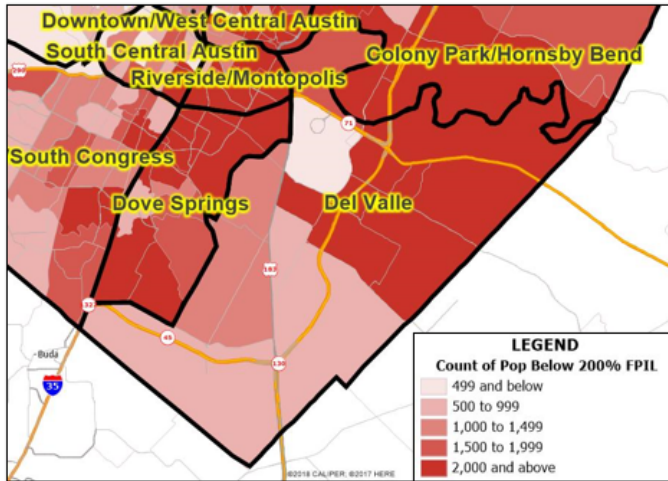 Downtown/West Central Austin
South Central Austin
Colony Park/Hornsby Bend
290
Riverside/Montopolis
71
/South Congress
Dove Springs
Del Valle
183
45
130
Buda
35
LEGEND
Count of Pop Below 200% FPIL
499 and below
500 to 999
1,000 to 1,499
1,500 to 1,999
2,000 and above
©2018 CALIPER; ©2017 HERE